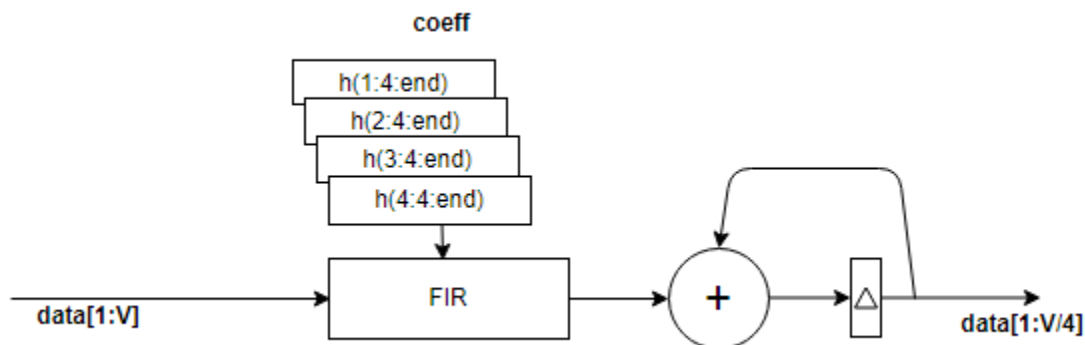 coeff
h(1:4:end)
h(2:4:end)
h(3:4:end)
h(4:4:end)
FIR
+
△
data[1:V]
data[1:V/4]